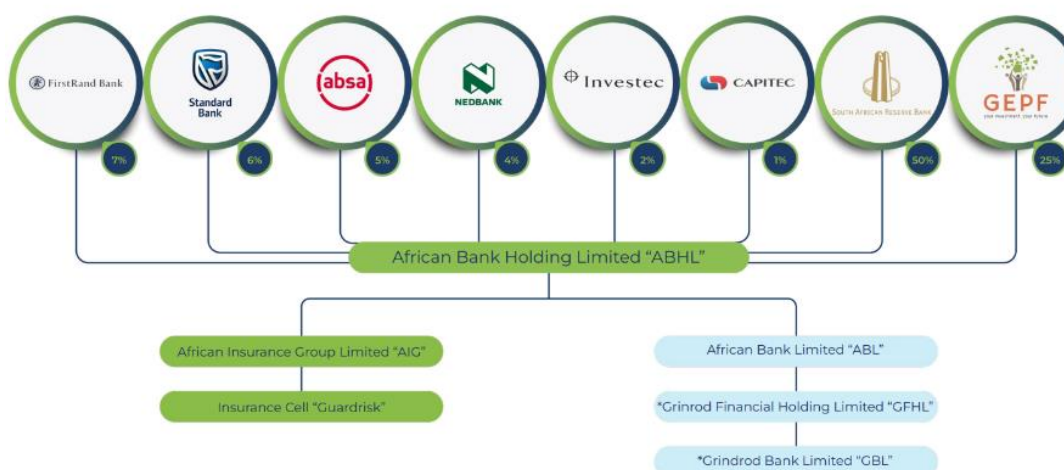 FirstRand Bank
Standard
Bank
absa
NEDBANK
Investec
CAPITEC
SOUTH AFRICAN RESERVE BANK
GEPF
7%
6%
5%
4%
2%
1%
50%
25%
African Bank Holding Limited “ABHL”
African Insurance Group Limited “AIG”
African Bank Limited “ABL”
Insurance Cell “Guardrisk”
*Grinrod Financial Holding Limited “GFHL”
*Grindrod Bank Limited “GBL”